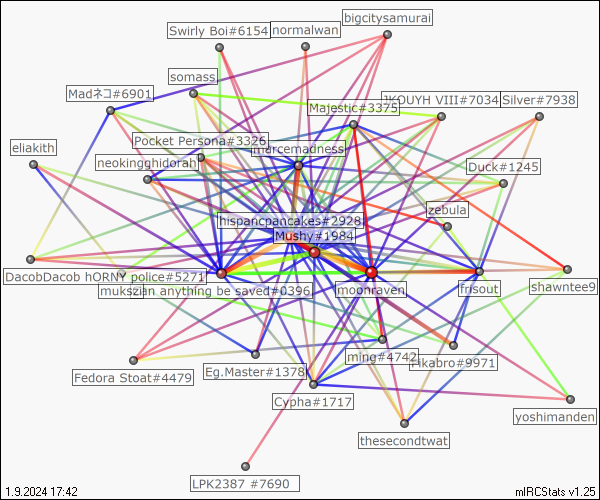 bigcitysamurai
Swirly Boi#6154
normalwan
somass
Madネコ#6901
Majestic#3375
VIII#7034
Silver#7938
Pocket Persona#3326
marcemadness
eliakith
neokingghidorah
Duck#1245
zebula
hispancpancakes#2928
Mushy#1984
DacobDacob hORNY police#5271
mukszian anything be saved#0396
moonraven
frisout
shawntee9
ming#4742
Pikabro#9971
Fedora Stoat#4479
Eg.Master#1378
Cypha#1717
yoshimanden
thesecondtwat
LPK2387 #7690
1.9.2024 17:42
mIRCStats v1.25